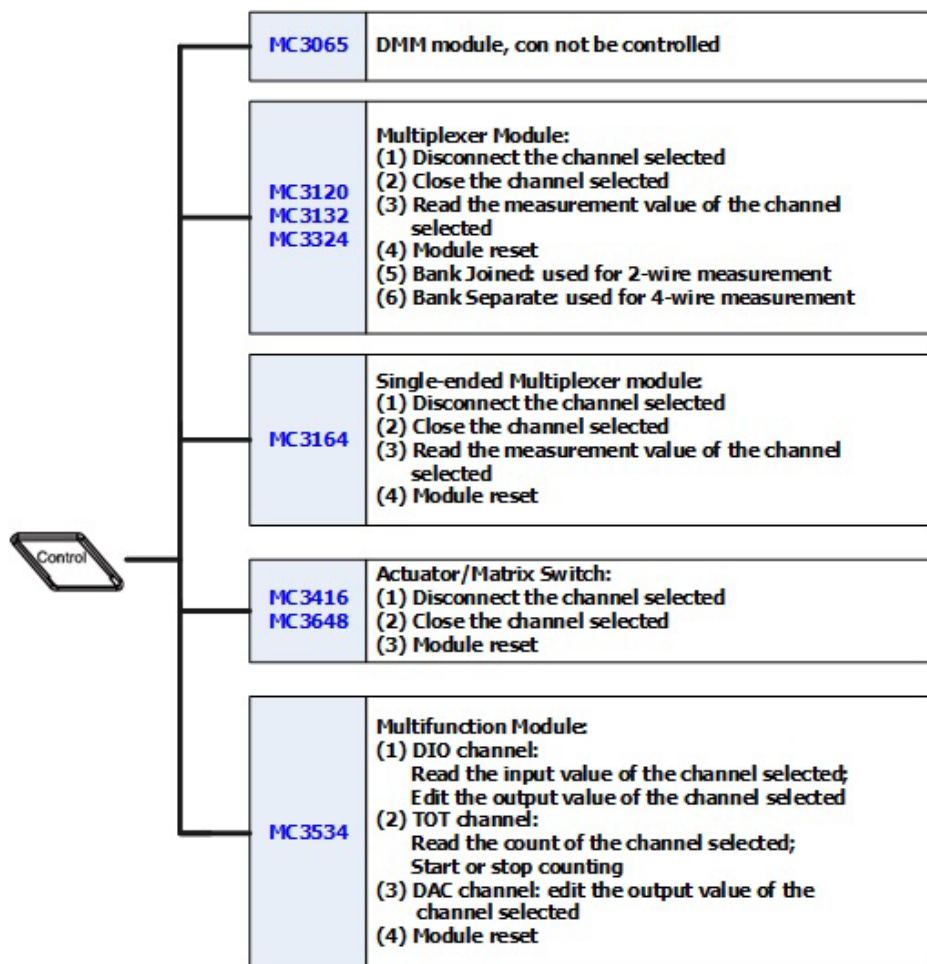 MC3065
DMM module, con not be controlled
MC3120
MC3132
MC3324
Multiplexer Module:
(1) Disconnect the channel selected
(2) Close the channel selected
(3) Read the measurement value of the channel
selected
(4) Module reset
(5) Bank Joined: used for 2-wire measurement
(6) Bank Separate: used for 4-wire measurement
MC3164
Single-ended Multiplexer module:
(1) Disconnect the channel selected
(2) Close the channel selected
(3) Read the measurement value of the channel
selected
(4) Module reset
Control
MC3416
MC3648
Actuator/Matrix Switch:
(1) Disconnect the channel selected
(2) Close the channel selected
(3) Module reset
MC3534
Multifunction Module:
(1) DIO channel:
Read the input value of the channel selected;
Edit the output value of the channel selected
(2) TOT channel:
Read the count of the channel selected;
Start or stop counting
(3) DAC channel: edit the output value of the
channel selected
(4) Module reset